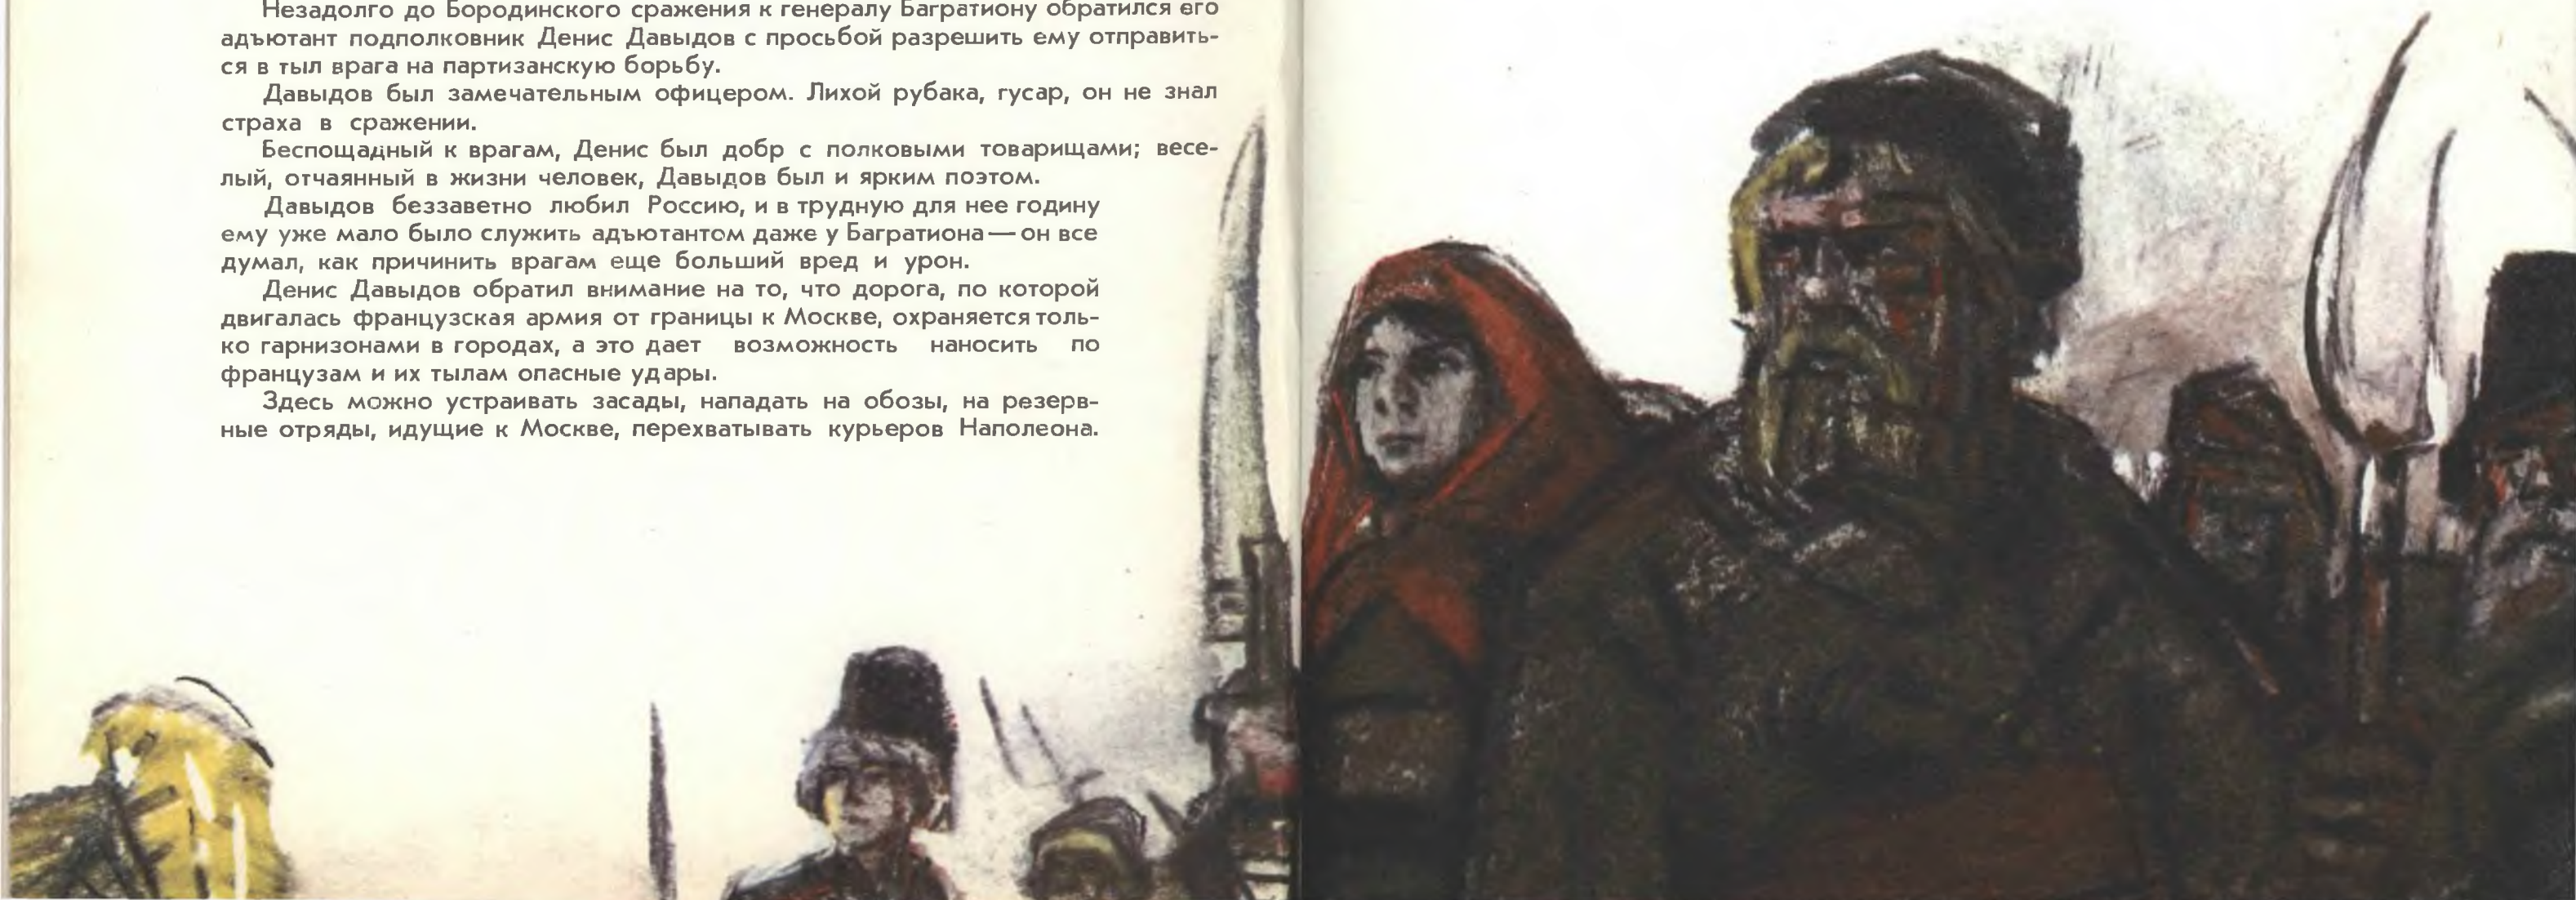 Незадолго до Бородинского сражения к генералу Багратиону обратился его
адъютант подполковник Денис Давыдов с просьбой разрешить ему отправить-
ся в тыл врага на партизанскую борьбу.
Давыдов был замечательным офицером. Лихой рубака, гусар, он не знал
страха в сражении.
Беспощадный к врагам, Денис был добр с полковыми товарищами; весе-
лый, отчаянный в жизни человек, Давыдов был и ярким поэтом.
Давыдов беззаветно любил Россию, и в трудную для нее годину
ему уже мало было служить адъютантом даже у Багратиона — он все
думал, как причинить врагам еще больший вред и урон.
Денис Давыдов обратил внимание на то, что дорога, по которой
двигалась французская армия от границы к Москве, охраняется толь-
ко гарнизонами в городах, а это дает возможность наносить по
французам и их тылам опасные удары.
Здесь можно устраивать засады, нападать на обозы, на резерв-
ные отряды, идущие к Москве, перехватывать курьеров Наполеона.